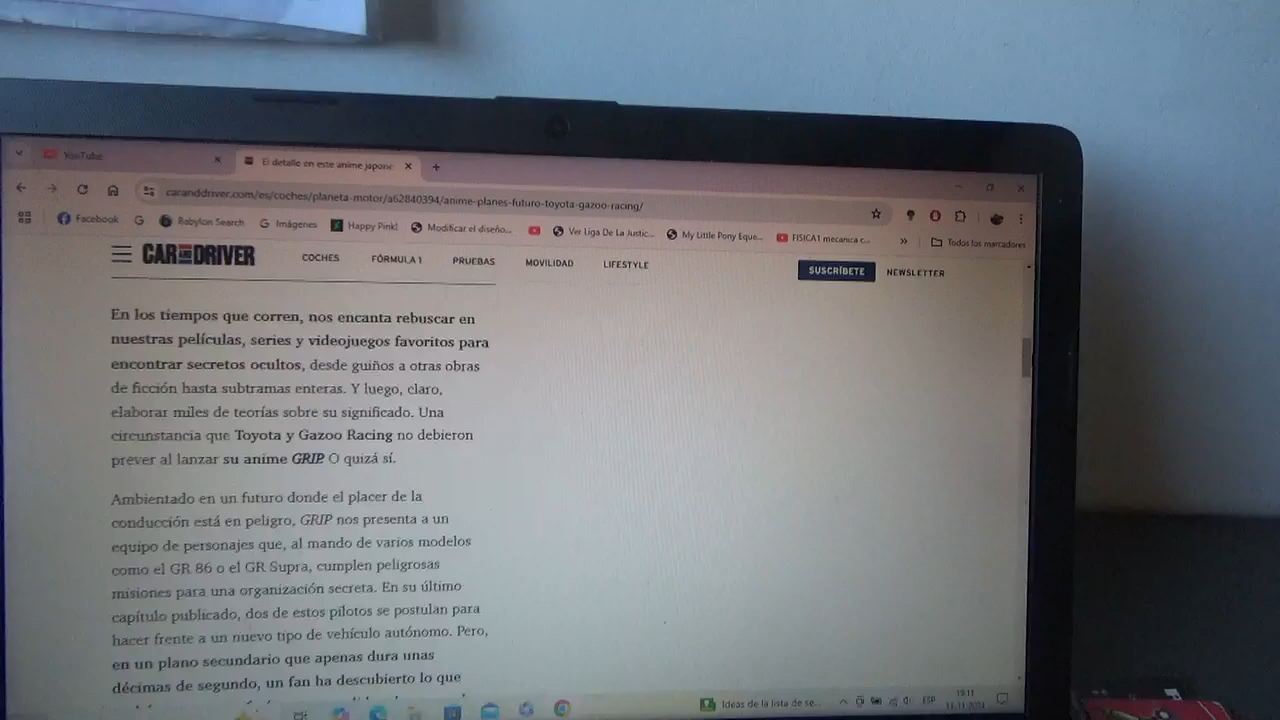 YouTube
El detalle en este anime japone
caranddriver.com/es/coches/planeta-motor/a62840394/anime-planes-futuro-toyota-gazoo-racing/
Facebook
Babylon Search
Imágenes
Happy Pink!
Modificar el diseño...
Ver Liga De La Justic...
My Little Pony Eque...
FISICA1 mecanica c...
»
Todos los marcadores
CAR AND DRIVER
COCHES
FÓRMULA 1
PRUEBAS
MOVILIDAD
LIFESTYLE
SUSCRÍBETE
NEWSLETTER
En los tiempos que corren, nos encanta rebuscar en
nuestras películas, series y videojuegos favoritos para
encontrar secretos ocultos, desde guiños a otras obras
de ficción hasta subtramas enteras. Y luego, claro,
elaborar miles de teorías sobre su significado. Una
circunstancia que Toyota y Gazoo Racing no debieron
prever al lanzar su anime GRIP. O quizá sí.
Ambientado en un futuro donde el placer de la
conducción está en peligro, GRIP nos presenta a un
equipo de personajes que, al mando de varios modelos
como el GR 86 o el GR Supra, cumplen peligrosas
misiones para una organización secreta. En su último
capítulo publicado, dos de estos pilotos se postulan para
hacer frente a un nuevo tipo de vehículo autónomo. Pero,
en un plano secundario que apenas dura unas
décimas de segundo, un fan ha descubierto lo que
Ideas de la lista de se...
ESP
19:11